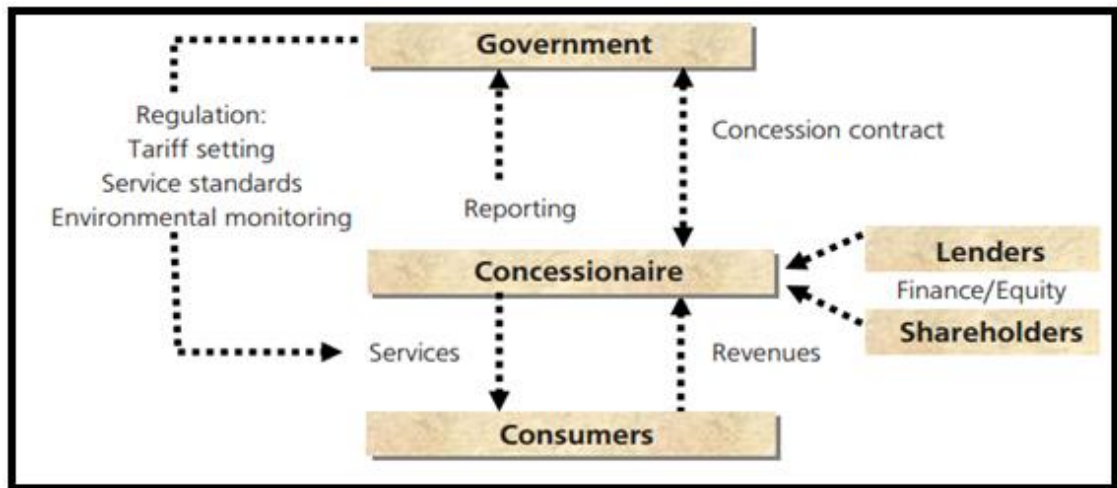 Government
Regulation:
Tariff setting
Service standards
Environmental monitoring
Concession contract
Reporting
Concessionaire
Lenders
Finance/Equity
Shareholders
Services
Revenues
Consumers